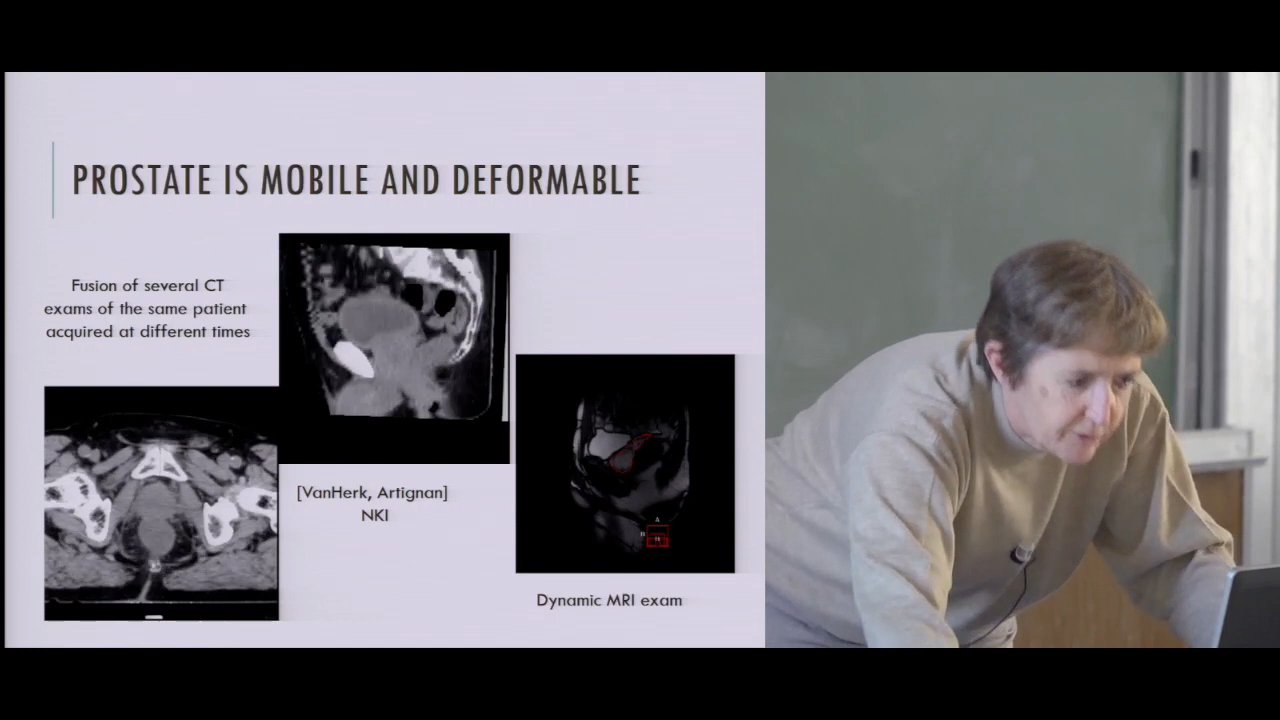 PROSTATE IS MOBILE AND DEFORMABLE
Fusion of several CT
exams of the same patient
acquired at different times
[VanHerk, Artignan]
NKI
Dynamic MRI exam
A